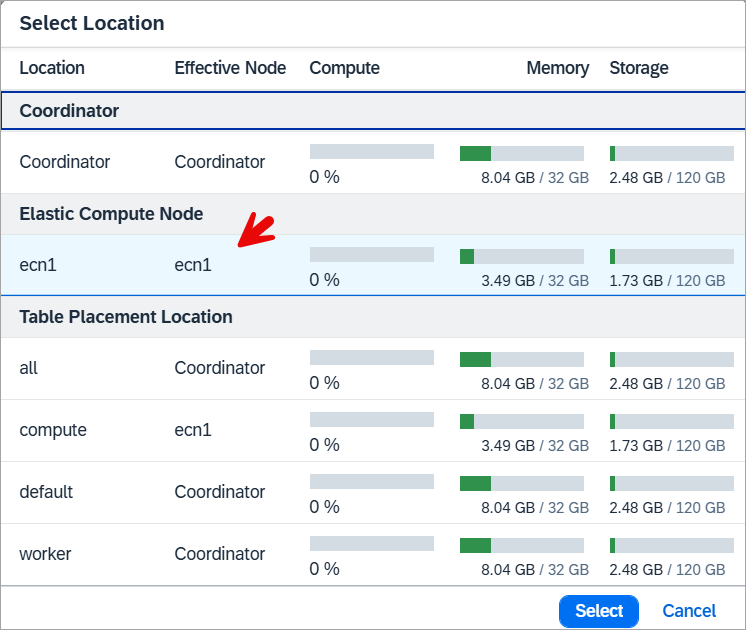 Select Location
Location Effective Node Compute Memory Storage
Coordinator
Coordinator Coordinator 0 % 8.04 GB / 32 GB 2.48 GB / 120 GB
Elastic Compute Node
ecn1 ecn1 0 % 3.49 GB / 32 GB 1.73 GB / 120 GB
Table Placement Location
all Coordinator 0 % 8.04 GB / 32 GB 2.48 GB / 120 GB
compute ecn1 0 % 3.49 GB / 32 GB 1.73 GB / 120 GB
default Coordinator 0 % 8.04 GB / 32 GB 2.48 GB / 120 GB
worker Coordinator 0 % 8.04 GB / 32 GB 2.48 GB / 120 GB
Select Cancel